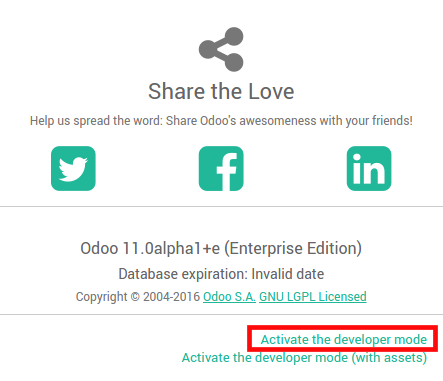 Share the Love
Help us spread the word: Share Odoo's awesomeness with your friends!
Odoo 11.0alpha1+e (Enterprise Edition)
Database expiration: Invalid date
Copyright © 2004-2016 Odoo S.A. GNU LGPL Licensed
Activate the developer mode
Activate the developer mode (with assets)